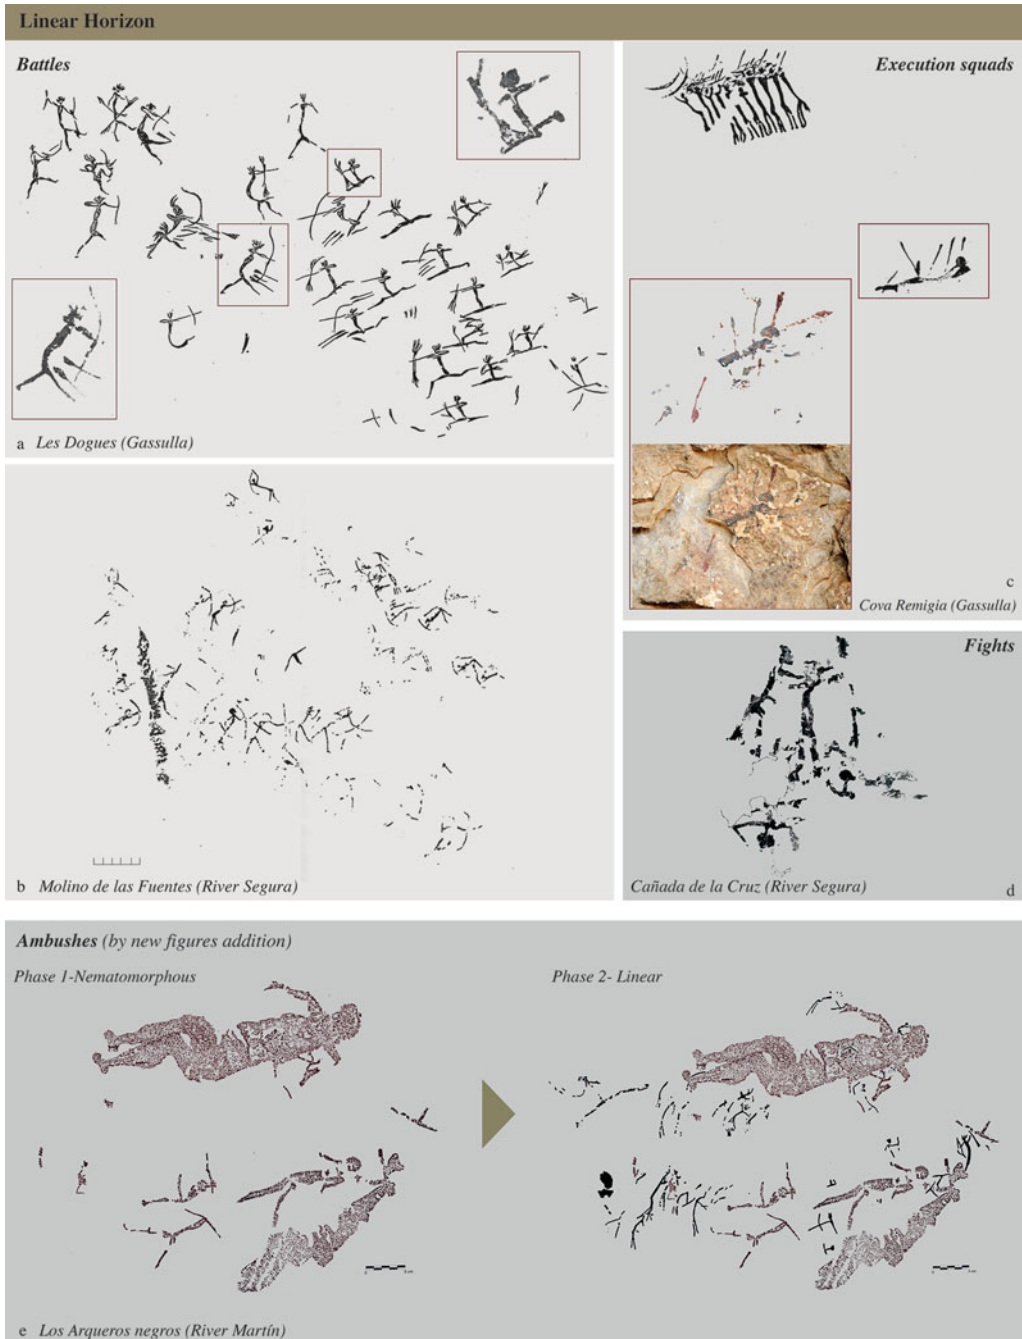 Linear Horizon
Battles
a Les Dogues (Gassulla)
b Molino de las Fuentes (River Segura)
Execution squads
c
Cova Remigia (Gassulla)
Fights
Cañada de la Cruz (River Segura)
d
Ambushes (by new figures addition)
Phase 1-Nematomorphous
Phase 2- Linear
e Los Arqueros negros (River Martín)